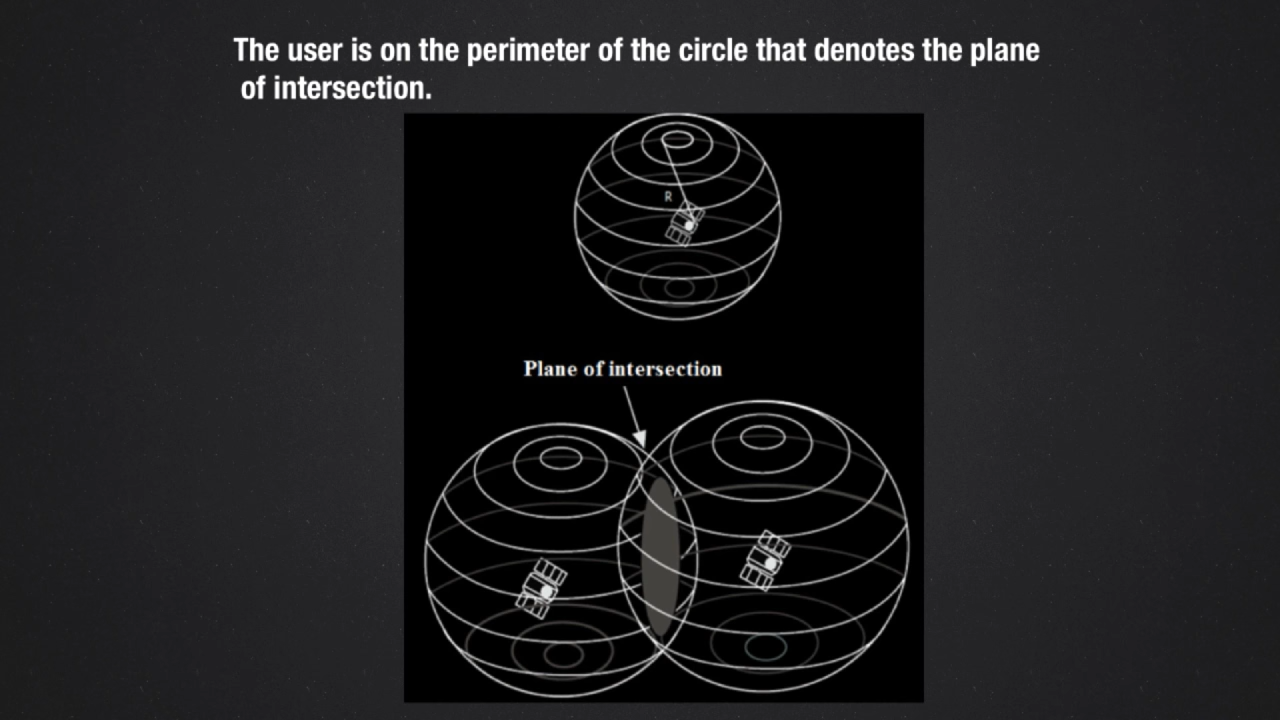 The user is on the perimeter of the circle that denotes the plane
of intersection.
R
Plane of intersection